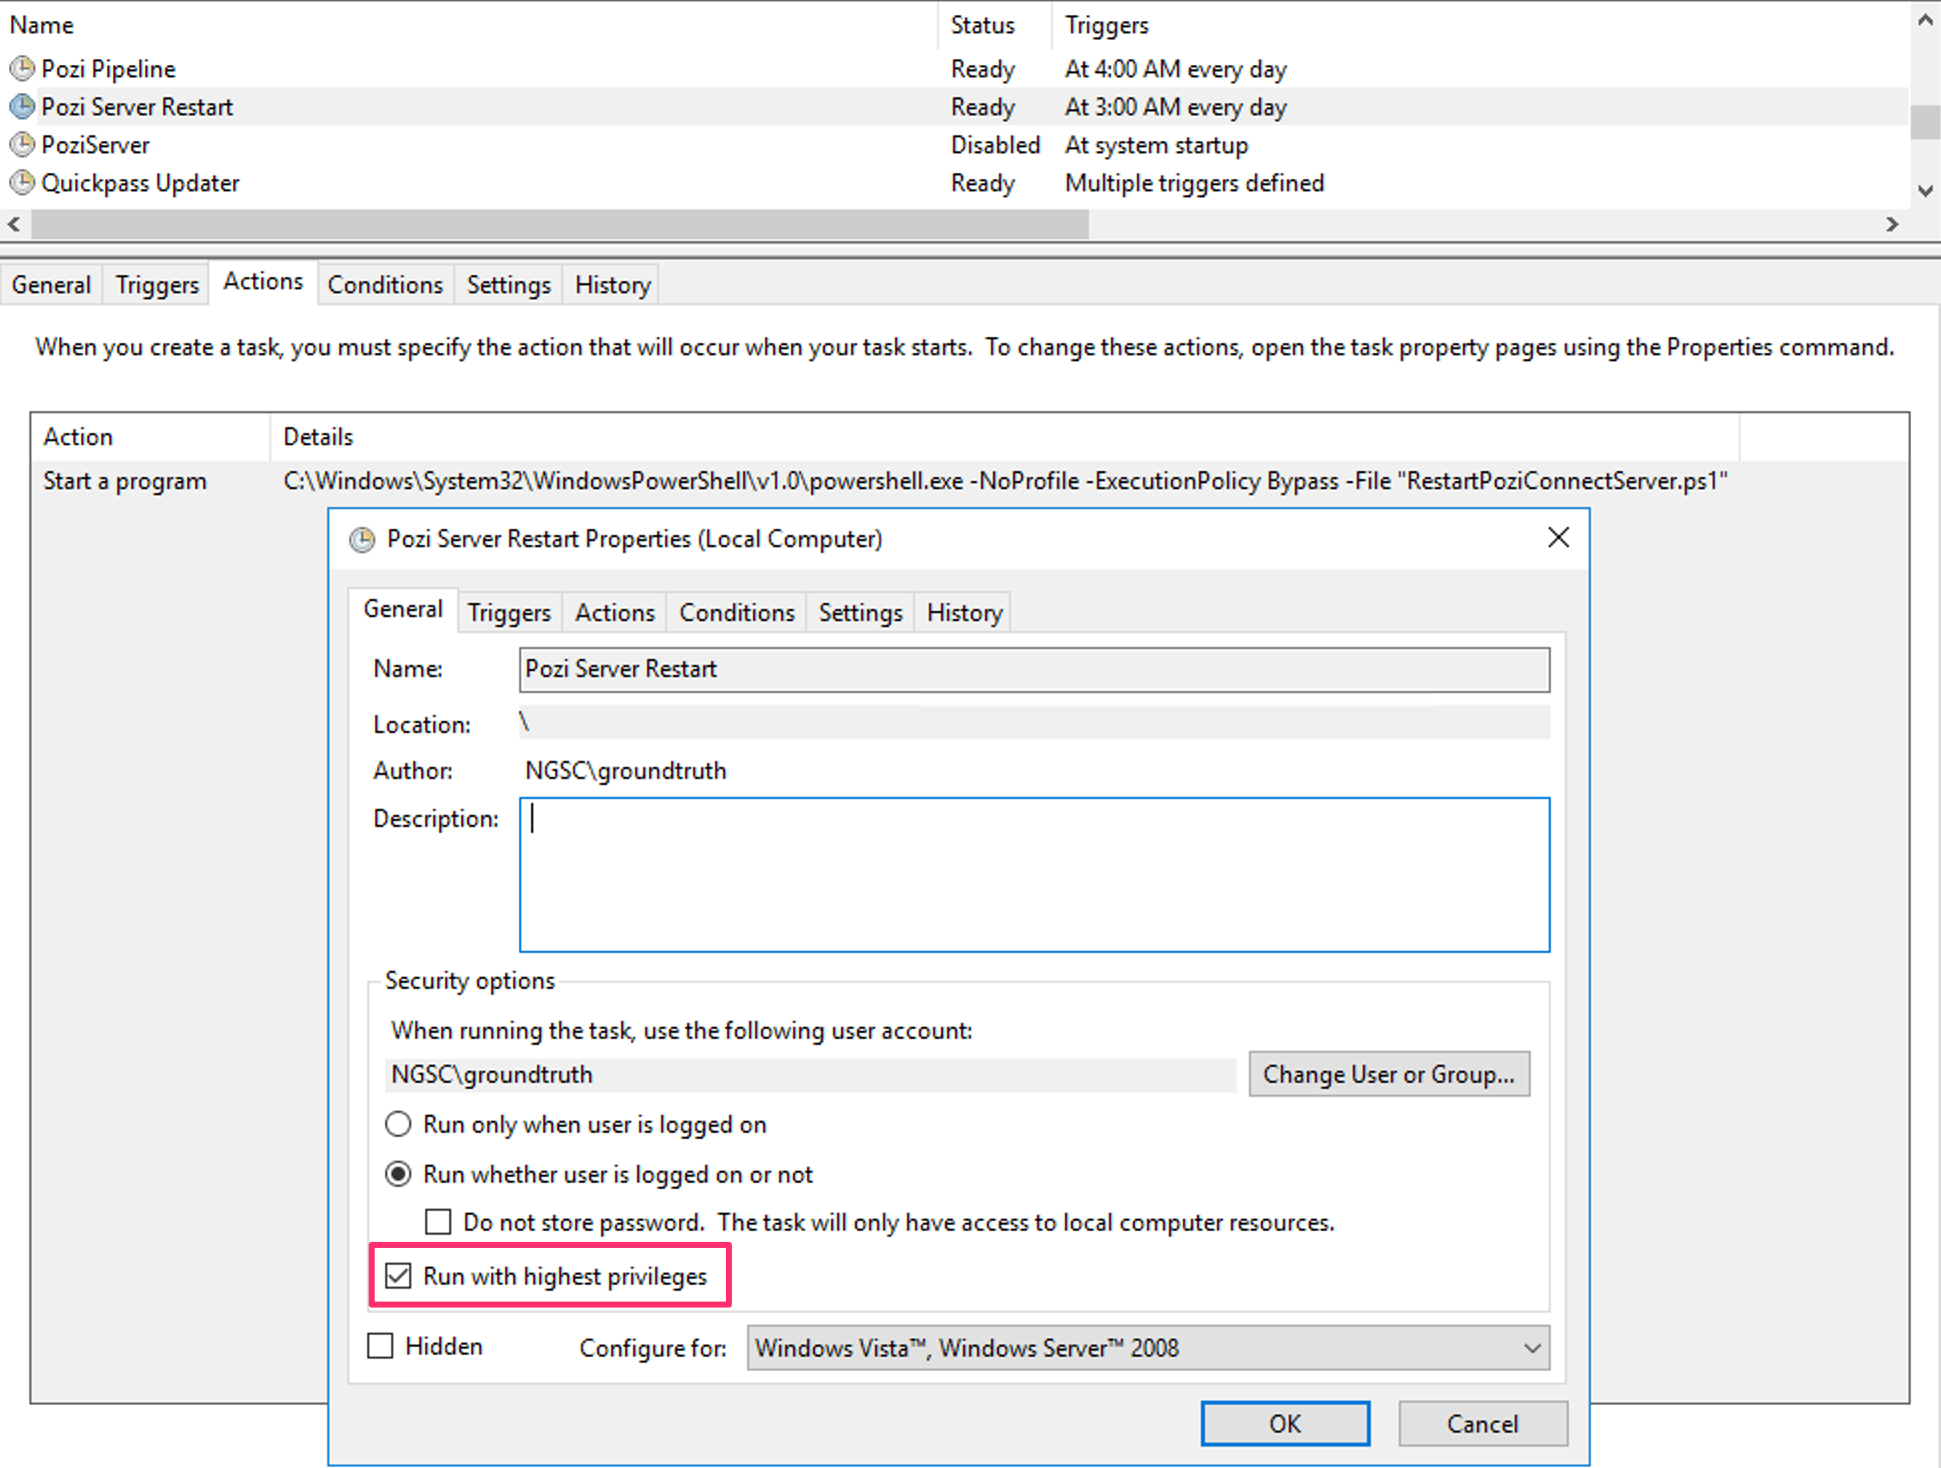 Name Status Triggers
Pozi Pipeline Ready At 4:00 AM every day
Pozi Server Restart Ready At 3:00 AM every day
PoziServer Disabled At system startup
Quickpass Updater Ready Multiple triggers defined
General Triggers Actions Conditions Settings History
When you create a task, you must specify the action that will occur when your task starts.  To change these actions, open the task property pages using the Properties command.
Action Details
Start a program C:\Windows\System32\WindowsPowerShell\v1.0\powershell.exe -NoProfile -ExecutionPolicy Bypass -File "RestartPoziConnectServer.ps1"
Pozi Server Restart Properties (Local Computer)
General Triggers Actions Conditions Settings History
Name: Pozi Server Restart
Location: \
Author: NGSC\groundtruth
Description:
Security options
When running the task, use the following user account:
NGSC\groundtruth Change User or Group...
Run only when user is logged on
Run whether user is logged on or not
Do not store password.  The task will only have access to local computer resources.
Run with highest privileges
Hidden Configure for: Windows Vista™, Windows Server™ 2008
OK Cancel